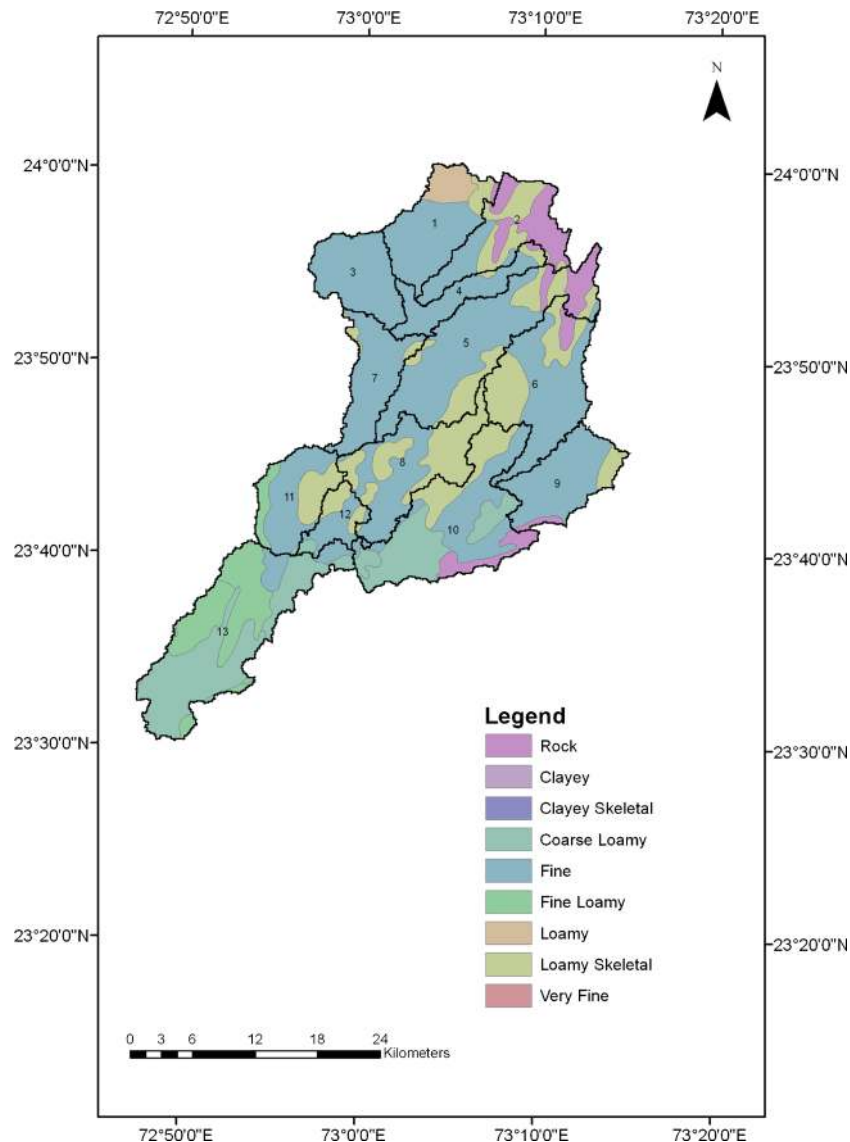 72°50'0"E 73°0'0"E 73°10'0"E 73°20'0"E
N
24°0'0"N 24°0'0"N
1 2
3
4
23°50'0"N 5 23°50'0"N
7 6
8
11 9
12
10
23°40'0"N 23°40'0"N
13
23°30'0"N 23°30'0"N
Legend
Rock
Clayey
Clayey Skeletal
Coarse Loamy
Fine
Fine Loamy
Loamy
Loamy Skeletal
Very Fine
23°20'0"N 23°20'0"N
0 3 6 12 18 24
Kilometers
72°50'0"E 73°0'0"E 73°10'0"E 73°20'0"E